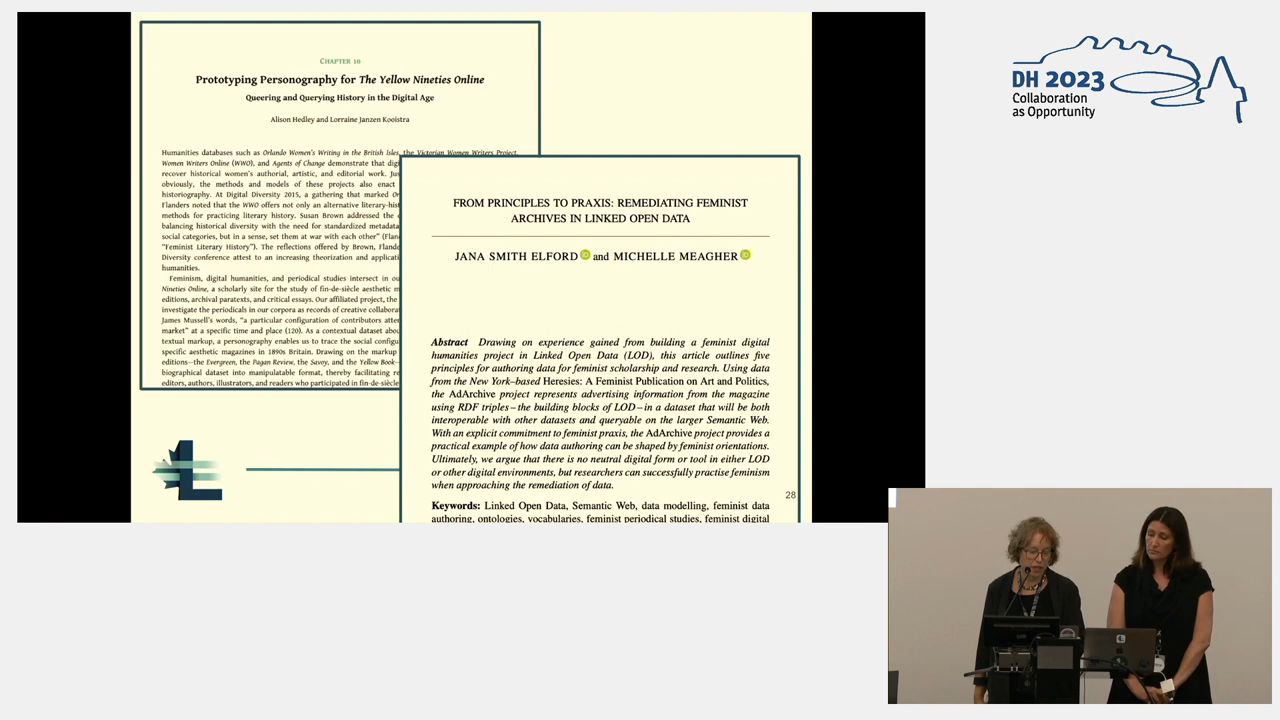 CHAPTER 10
Prototyping Personography for The Yellow Nineties Online
Queering and Querying History in the Digital Age
Alison Hedley and Lorraine Janzen Kooistra
Humanities databases such as Orlando Women's Writing in the British Isles, the Victorian Women Writers Project,
Women Writers Online (WWO), and Agents of Change demonstrate that digi
recover historical women's authorial, artistic, and editorial work. Jus
obviously, the methods and models of these projects also enact
historiography. At Digital Diversity 2015, a gathering that marked Or
Flanders noted that the WWO offers not only an alternative literary-hist
methods for practicing literary history. Susan Brown addressed the c
balancing historical diversity with the need for standardized metadata
social categories, but in a sense, set them at war with each other" (Flan
"Feminist Literary History"). The reflections offered by Brown, Flande
Diversity conference attest to an increasing theorization and applicati
humanities.
Feminism, digital humanities, and periodical studies intersect in ou
Nineties Online, a scholarly site for the study of fin-de-siècle aesthetic m
editions, archival paratexts, and critical essays. Our affiliated project, the
investigate the periodicals in our corpora as records of creative collabora
James Mussell's words, "a particular configuration of contributors atte
market" at a specific time and place (120). As a contextual dataset abou
textual markup, a personography enables us to trace the social configu
specific aesthetic magazines in 1890s Britain. Drawing on the markup
editions—the Evergreen, the Pagan Review, the Savoy, and the Yellow Book—
biographical dataset into manipulable format, thereby facilitating re
editors, authors, illustrators, and readers who participated in fin-de-siècle
FROM PRINCIPLES TO PRAXIS: REMEDIATING FEMINIST
ARCHIVES IN LINKED OPEN DATA
JANA SMITH ELFORD iD and MICHELLE MEAGHER iD
Abstract Drawing on experience gained from building a feminist digital
humanities project in Linked Open Data (LOD), this article outlines five
principles for authoring data for feminist scholarship and research. Using data
from the New York–based Heresies: A Feminist Publication on Art and Politics,
the AdArchive project represents advertising information from the magazine
using RDF triples – the building blocks of LOD – in a dataset that will be both
interoperable with other datasets and queryable on the larger Semantic Web.
With an explicit commitment to feminist praxis, the AdArchive project provides a
practical example of how data authoring can be shaped by feminist orientations.
Ultimately, we argue that there is no neutral digital form or tool in either LOD
or other digital environments, but researchers can successfully practise feminism
when approaching the remediation of data.
Keywords: Linked Open Data, Semantic Web, data modelling, feminist data
authoring, ontologies, vocabularies, feminist periodical studies, feminist digital
28
DH 2023
Collaboration
as Opportunity